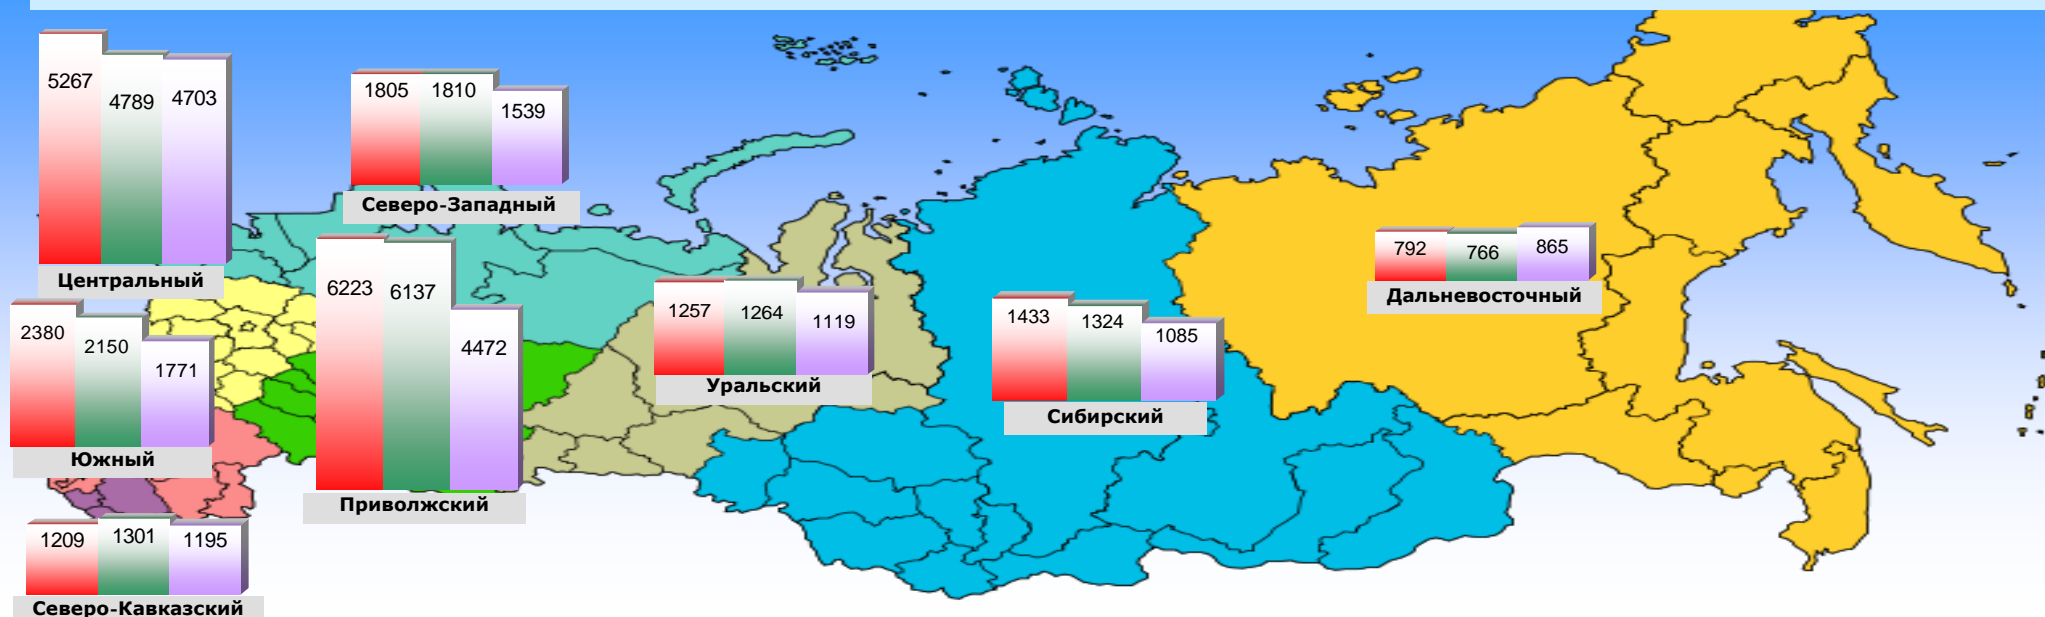 5267 4789 4703
Центральный
1805 1810 1539
Северо-Западный
2380 2150 1771
Южный
6223 6137 4472
Приволжский
1209 1301 1195
Северо-Кавказский
1257 1264 1119
Уральский
1433 1324 1085
Сибирский
792 766 865
Дальневосточный